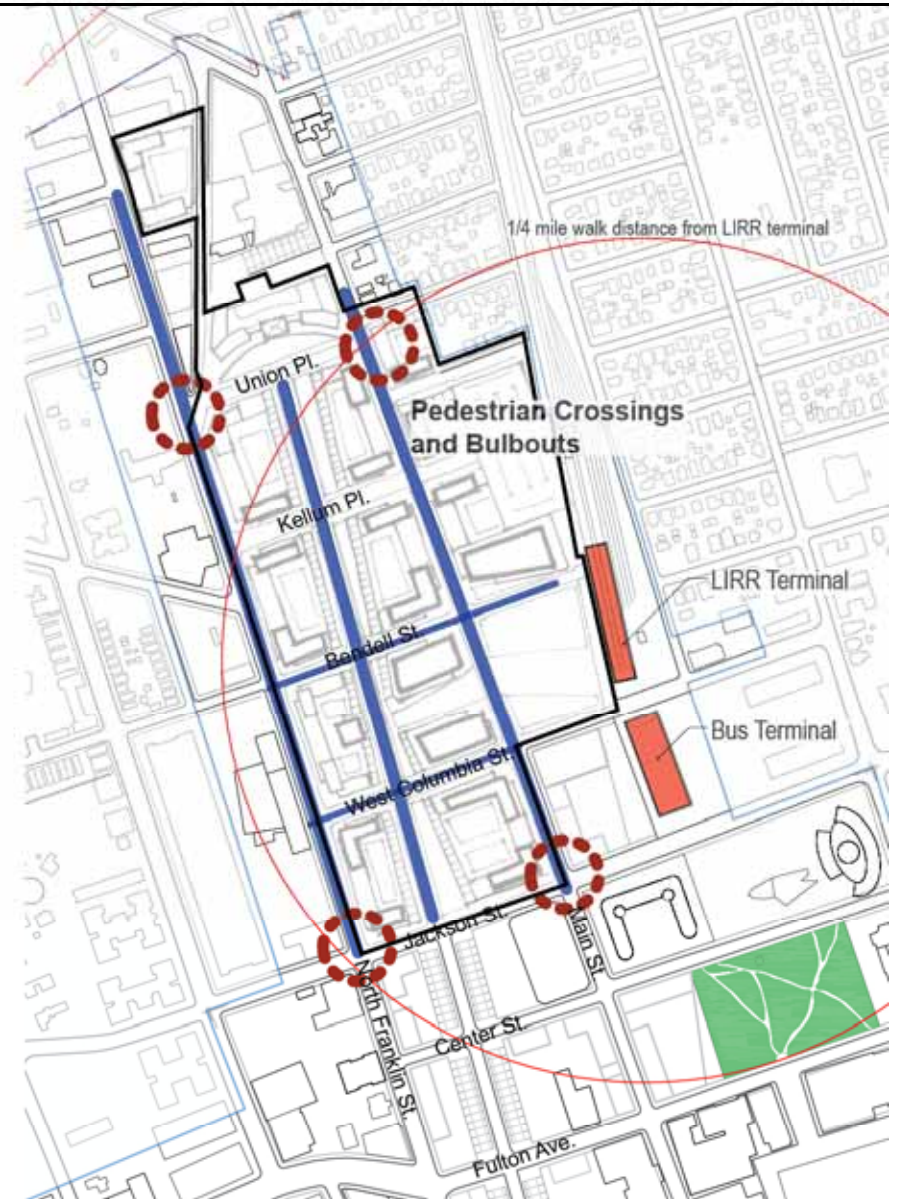 1/4 mile walk distance from LIRR terminal
Union Pl.
Pedestrian Crossings
and Bulbouts
Kellum Pl.
LIRR Terminal
Bendell St.
Bus Terminal
West Columbia St.
Jackson St.
Main St.
North Franklin St.
Center St.
Fulton Ave.